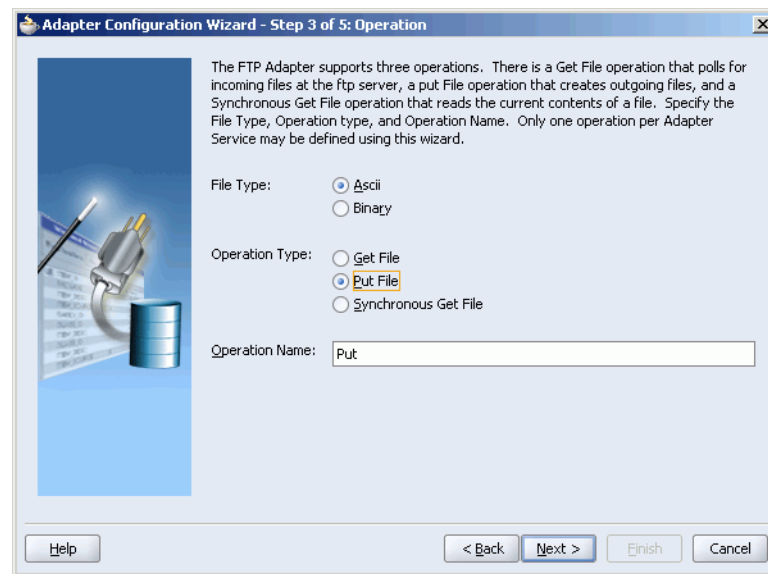 Adapter Configuration Wizard - Step 3 of 5: Operation
The FTP Adapter supports three operations.  There is a Get File operation that polls for
incoming files at the ftp server, a put File operation that creates outgoing files, and a
Synchronous Get File operation that reads the current contents of a file.  Specify the
File Type, Operation type, and Operation Name.  Only one operation per Adapter
Service may be defined using this wizard.
File Type:
Ascii
Binary
Operation Type:
Get File
Put File
Synchronous Get File
Operation Name:
Put
Help
< Back
Next >
Finish
Cancel